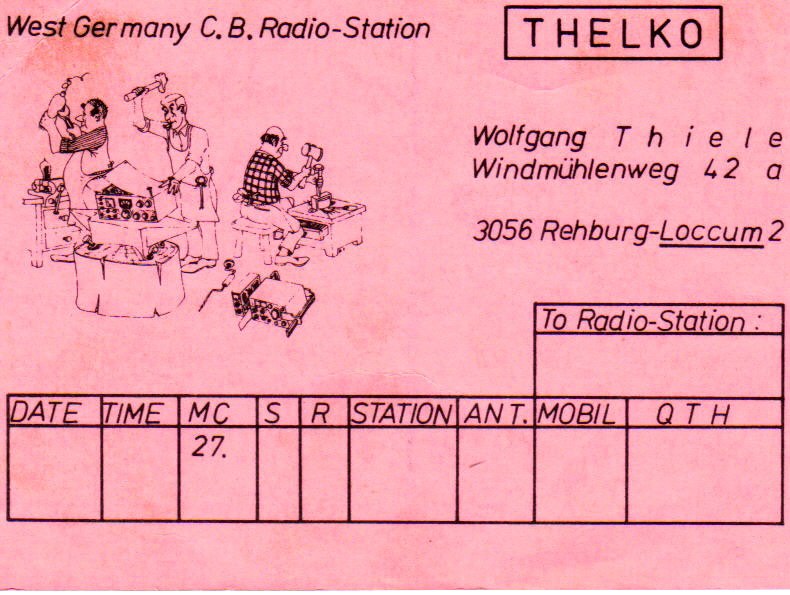 West Germany C.B. Radio-Station
THELKO
Wolfgang Thiele
Windmühlenweg 42 a
3056 Rehburg-Loccum 2
To Radio-Station :
DATE TIME MC S R STATION ANT. MOBIL QTH
27.